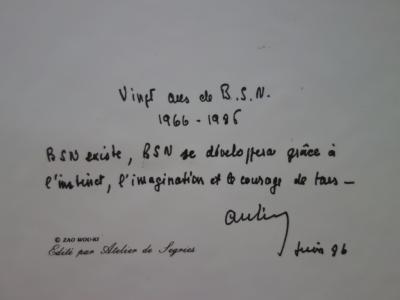 Vingt ans de B.S.N.
1966 - 1986
BSN existe, BSN se développera grâce à
l'instinct, l'imagination et le courage de tous —
Juin 86
© ZAO WOU-KI
Edité par Atelier de Segries